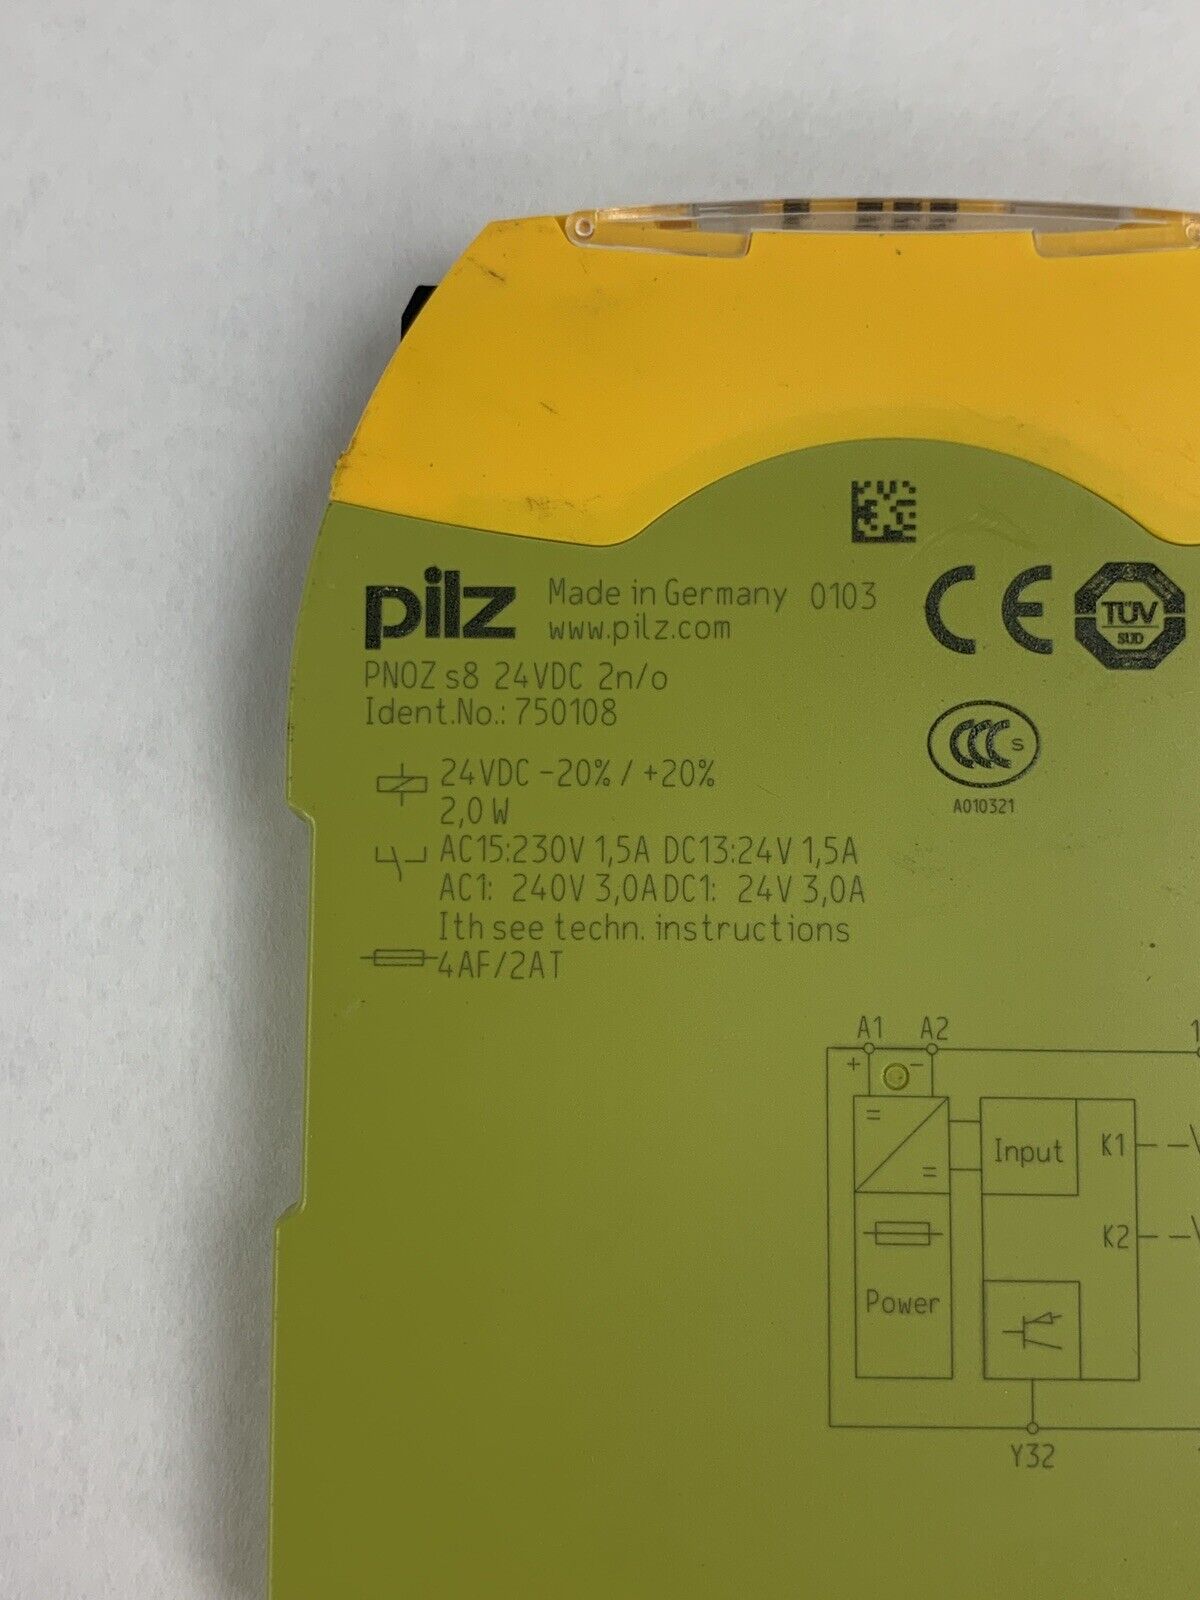 pilz Made in Germany 0103
www.pilz.com
CE
TÜV
SÜD
PNOZ s8 24VDC 2n/o
Ident.No.: 750108
CCC S
A010321
24VDC -20% / +20%
2,0 W
AC15:230V 1,5A DC13:24V 1,5A
AC1: 240V 3,0A DC1: 24V 3,0A
Ith see techn. instructions
4AF/2AT
A1 A2
+ -
= =
Input
K1
K2
Power
Y32